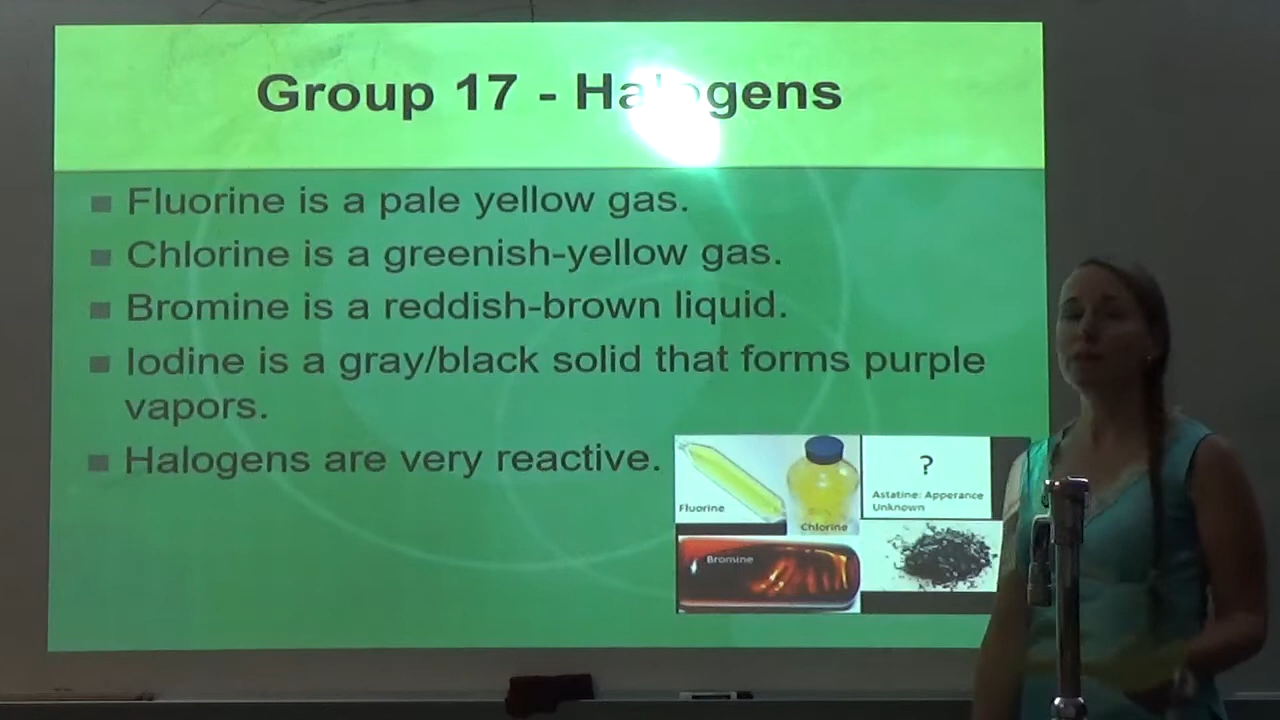 Group 17 - Halogens
Fluorine is a pale yellow gas.
Chlorine is a greenish-yellow gas.
Bromine is a reddish-brown liquid.
Iodine is a gray/black solid that forms purple
vapors.
Halogens are very reactive.
?
Astatine: Apperance
Unknown
Fluorine
Chlorine
Bromine